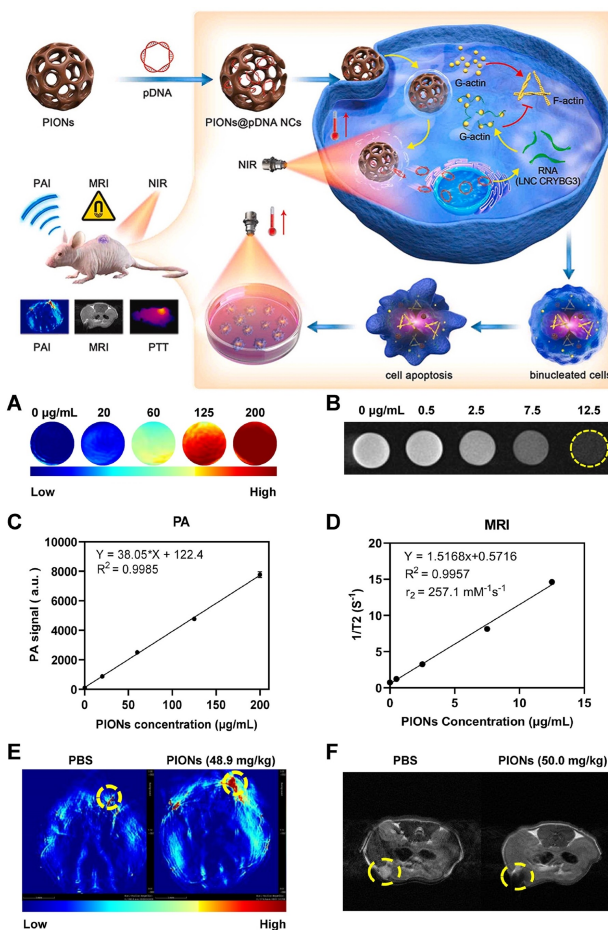 PIONs
pDNA
PIONs@pDNA NCs
G-actin
F-actin
G-actin
RNA
(LNC CRYBG3)
NIR
PAI MRI NIR
PAI MRI PTT
cell apoptosis
binucleated cells
A
0 μg/mL 20 60 125 200
Low High
B
0 μg/mL 0.5 2.5 7.5 12.5
C
PA
Y = 38.05*X + 122.4
R² = 0.9985
PA signal ( a.u. )
10000
8000
6000
4000
2000
0
0 50 100 150 200
PIONs concentration (μg/mL)
D
MRI
Y = 1.5168x+0.5716
R² = 0.9957
r₂ = 257.1 mM⁻¹s⁻¹
1/T2 (S⁻¹)
20
15
10
5
0
0 5 10 15
PIONs Concentration (μg/mL)
E
PBS PIONs (48.9 mg/kg)
Low High
F
PBS PIONs (50.0 mg/kg)